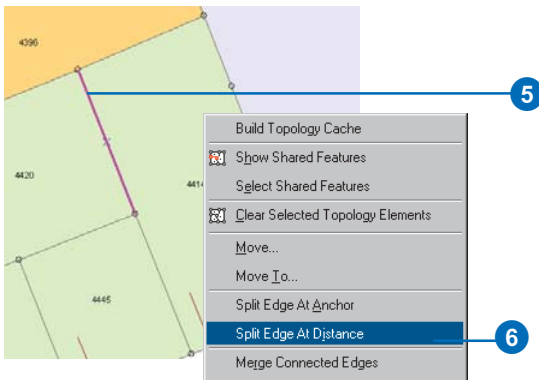 4396
5
Build Topology Cache
Show Shared Features
4420
4414
Select Shared Features
Clear Selected Topology Elements
Move...
Move To...
4445
Split Edge At Anchor
Split Edge At Distance
6
Merge Connected Edges